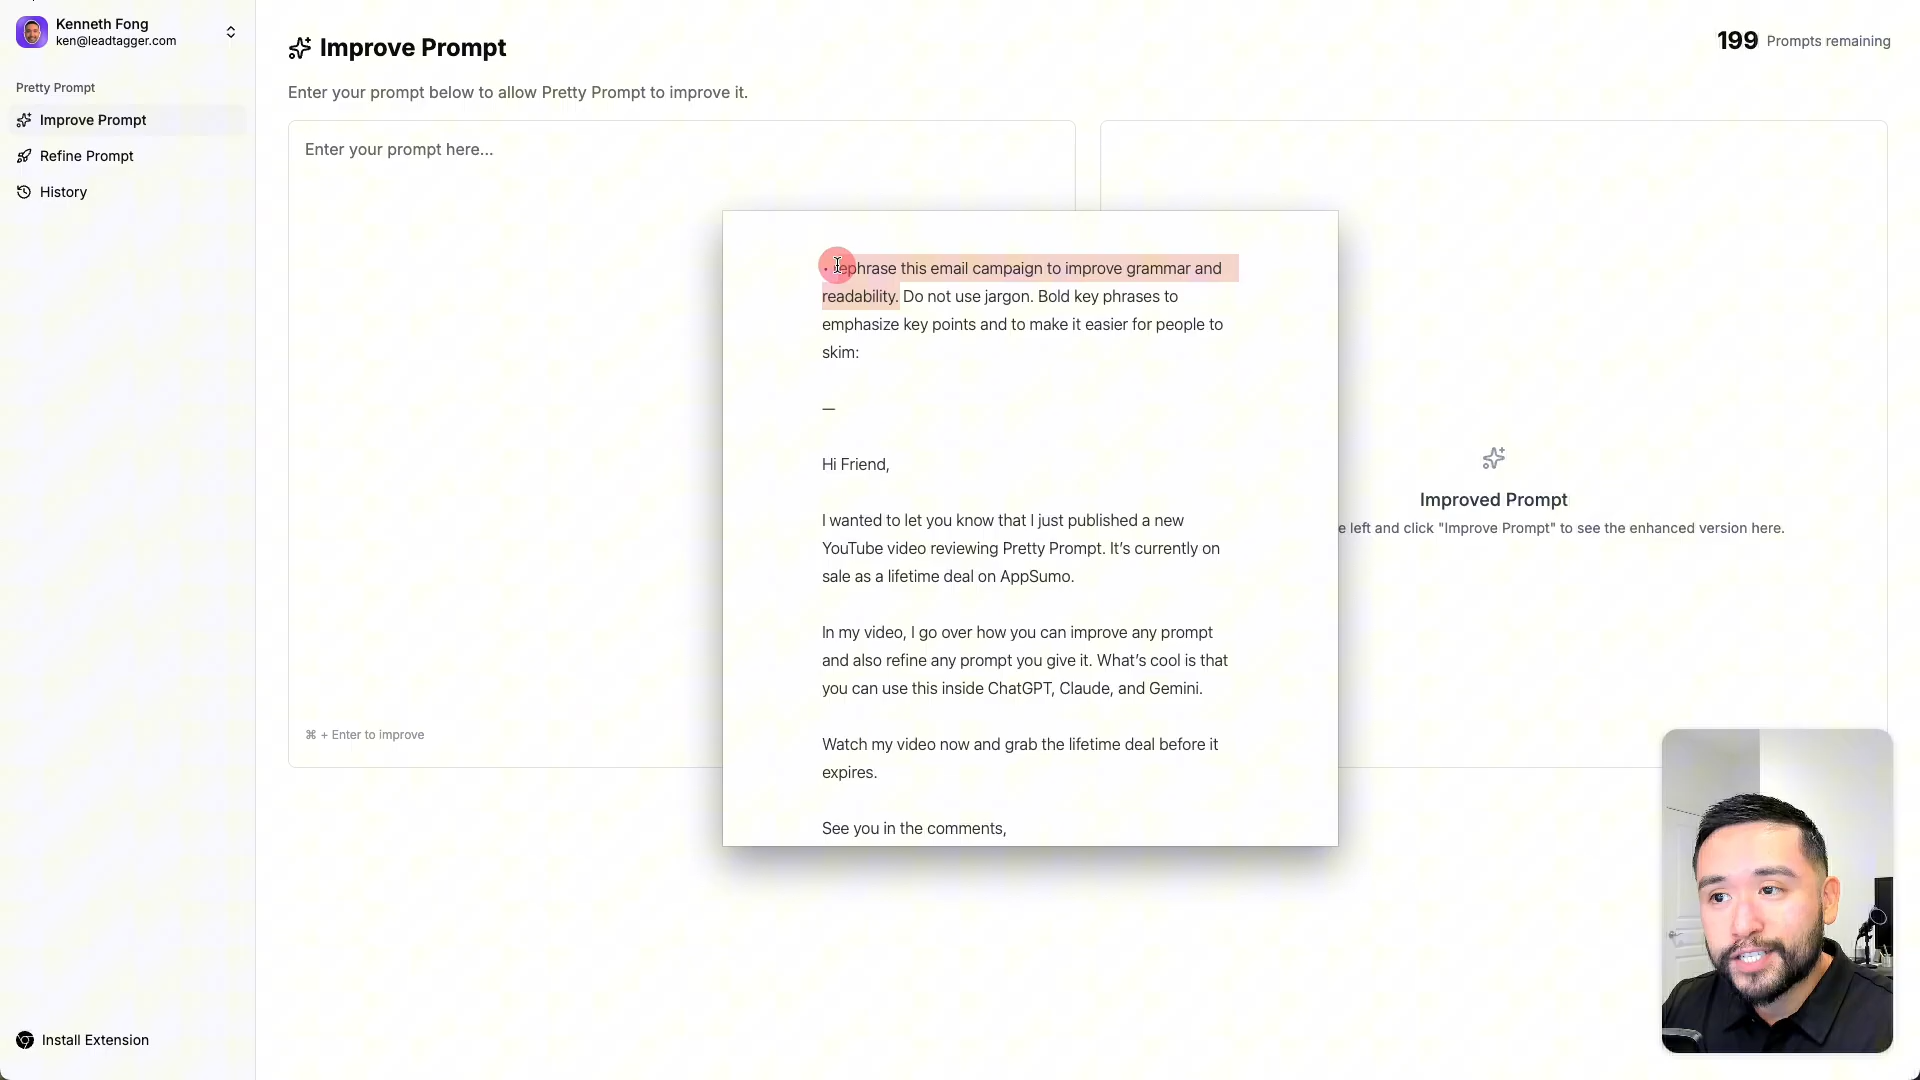 Kenneth Fong
ken@leadtagger.com
Pretty Prompt
Improve Prompt
Refine Prompt
History
Install Extension
Improve Prompt
199 Prompts remaining
Enter your prompt below to allow Pretty Prompt to improve it.
Enter your prompt here...
⌘ + Enter to improve
Improved Prompt
e left and click "Improve Prompt" to see the enhanced version here.
this email campaign to improve grammar and
readability. Do not use jargon. Bold key phrases to
emphasize key points and to make it easier for people to
skim:
—
Hi Friend,
I wanted to let you know that I just published a new
YouTube video reviewing Pretty Prompt. It’s currently on
sale as a lifetime deal on AppSumo.
In my video, I go over how you can improve any prompt
and also refine any prompt you give it. What’s cool is that
you can use this inside ChatGPT, Claude, and Gemini.
Watch my video now and grab the lifetime deal before it
expires.
See you in the comments,